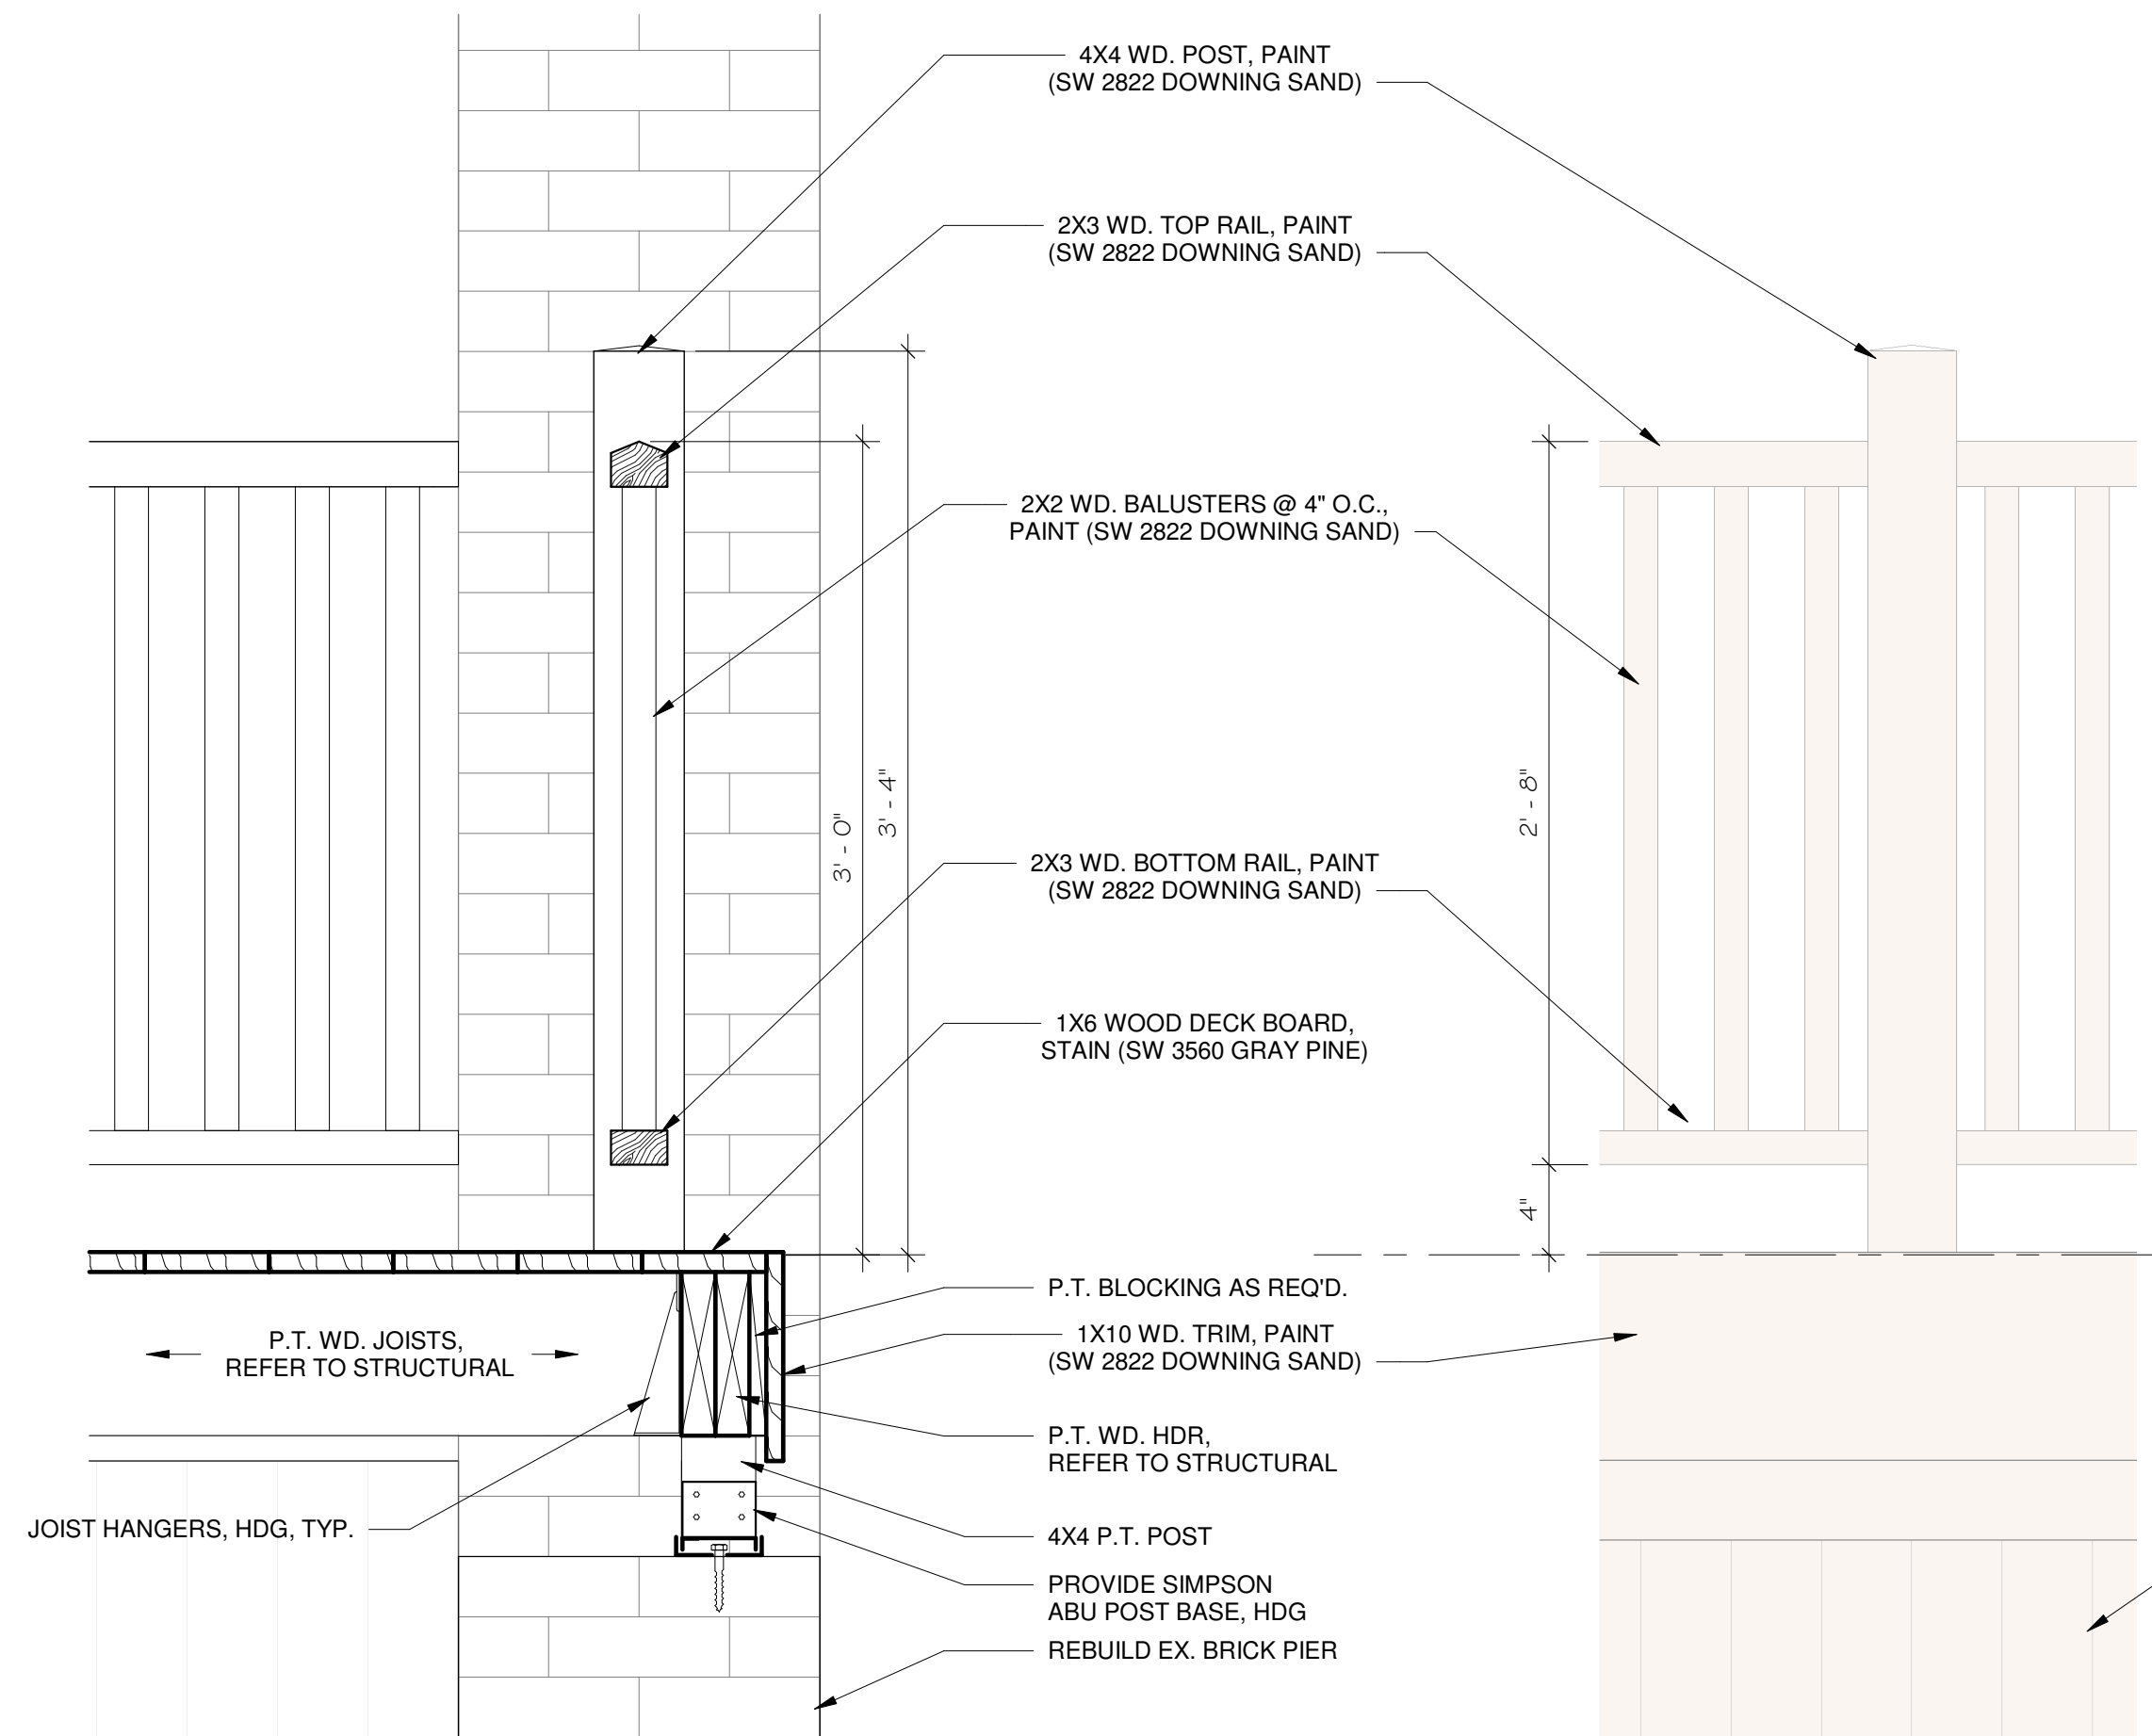 4X4 WD. POST, PAINT
(SW 2822 DOWNING SAND)
2X3 WD. TOP RAIL, PAINT
(SW 2822 DOWNING SAND)
2X2 WD. BALUSTERS @ 4" O.C.,
PAINT (SW 2822 DOWNING SAND)
3' - 0"
3' - 4"
2' - 8"
2X3 WD. BOTTOM RAIL, PAINT
(SW 2822 DOWNING SAND)
1X6 WOOD DECK BOARD,
STAIN (SW 3560 GRAY PINE)
4"
P.T. BLOCKING AS REQ'D.
P.T. WD. JOISTS,
REFER TO STRUCTURAL
1X10 WD. TRIM, PAINT
(SW 2822 DOWNING SAND)
P.T. WD. HDR,
REFER TO STRUCTURAL
JOIST HANGERS, HDG, TYP.
4X4 P.T. POST
PROVIDE SIMPSON
ABU POST BASE, HDG
REBUILD EX. BRICK PIER